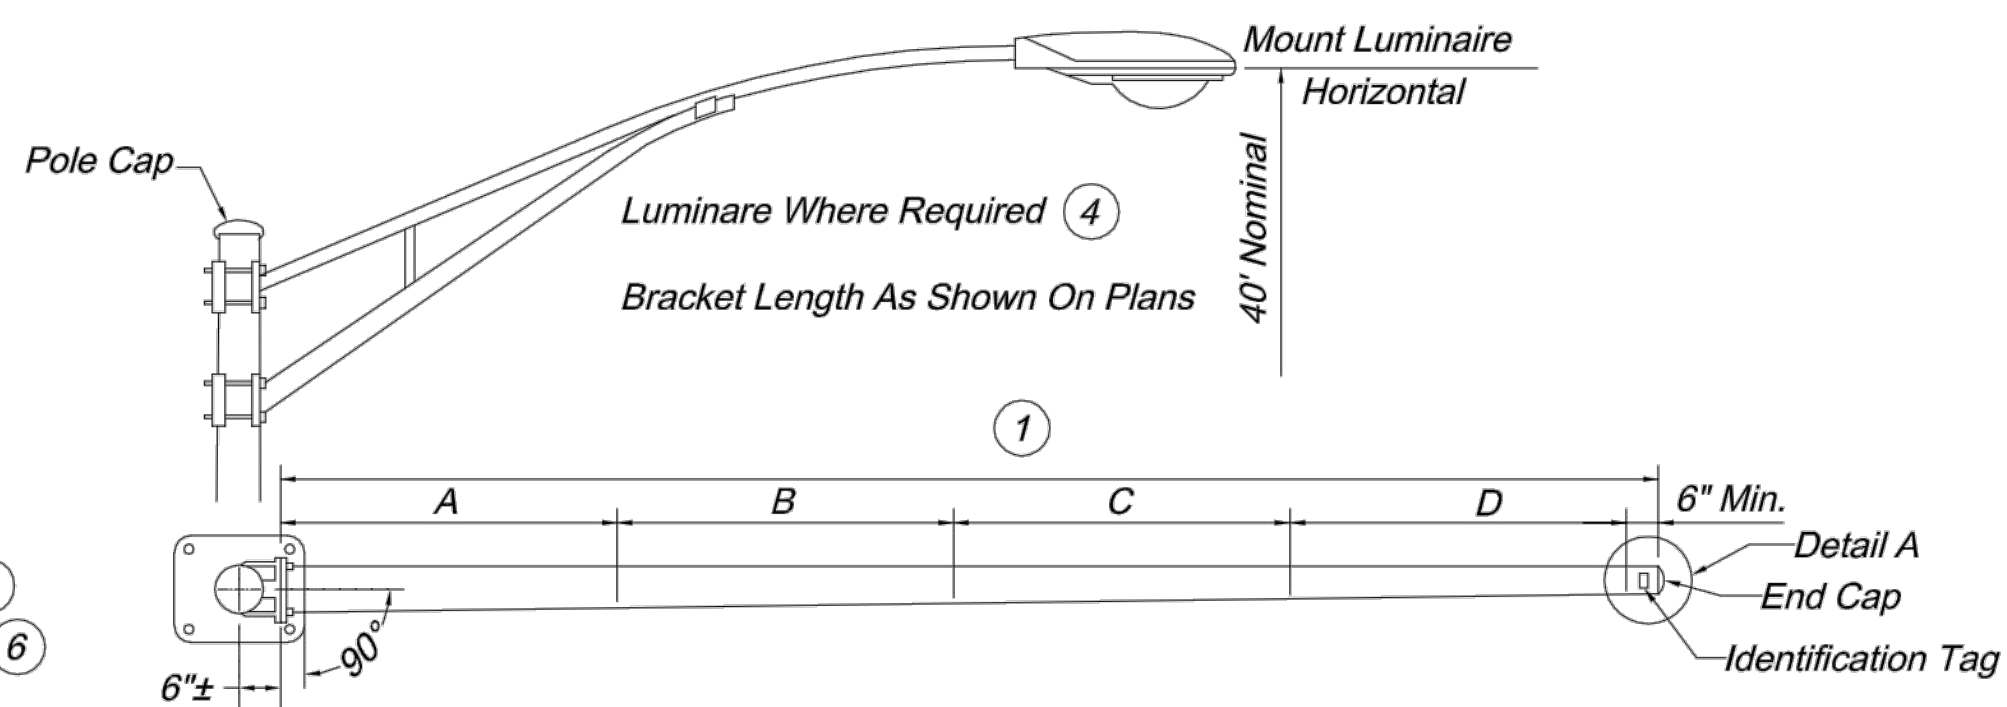 Mount Luminaire
Horizontal
Pole Cap
40' Nominal
Luminare Where Required 4
Bracket Length As Shown On Plans
1
A
B
C
D
6" Min.
Detail A
End Cap
Identification Tag
6
90°
6"±